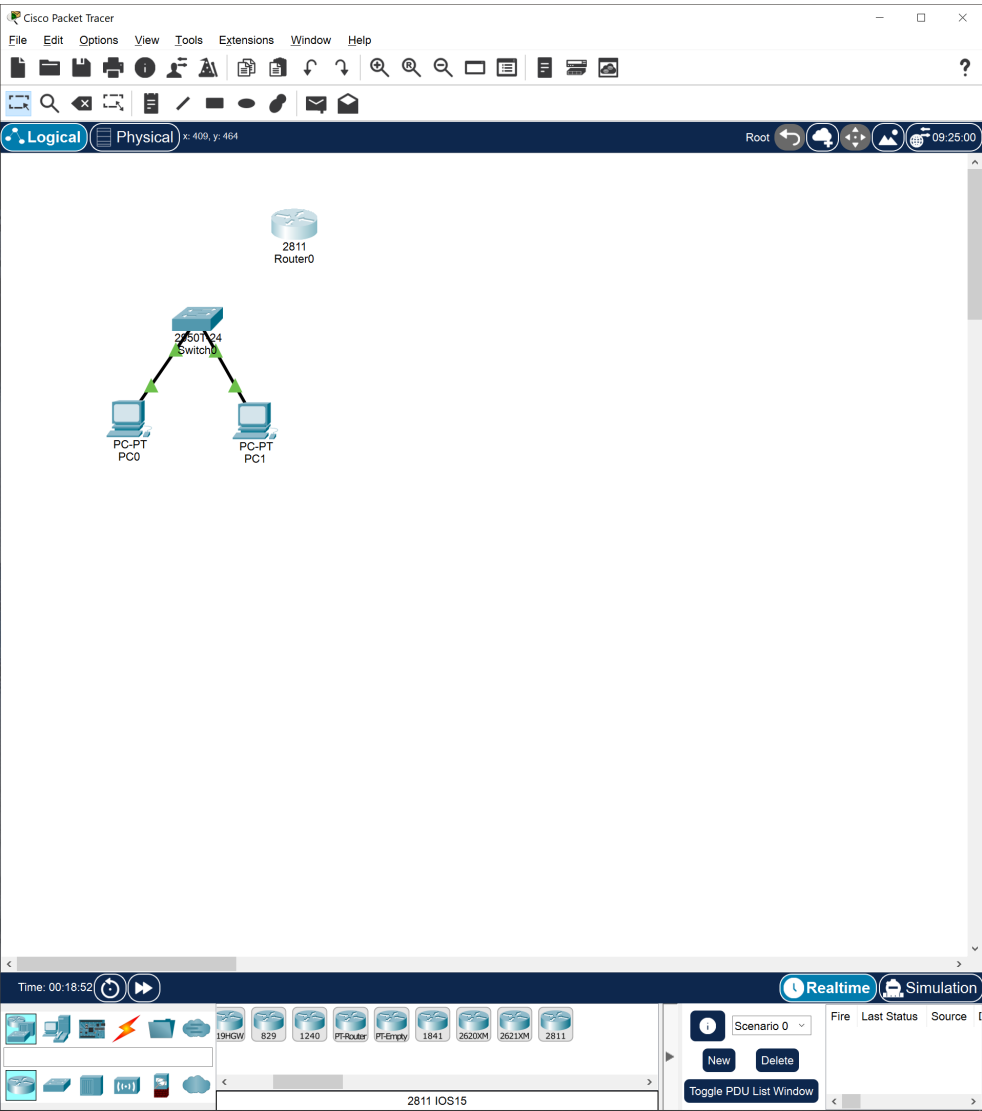 Cisco Packet Tracer
File Edit Options View Tools Extensions Window Help
Logical Physical x: 409, y: 464 Root 09:25:00
2811
Router0
2950T-24
Switch0
PC-PT
PC0
PC-PT
PC1
Time: 00:18:52 Realtime Simulation
19HGW 829 1240 PT-Router PT-Empty 1841 2620XM 2621XM 2811
2811 IOS15
Scenario 0
New Delete
Toggle PDU List Window
Fire Last Status Source D